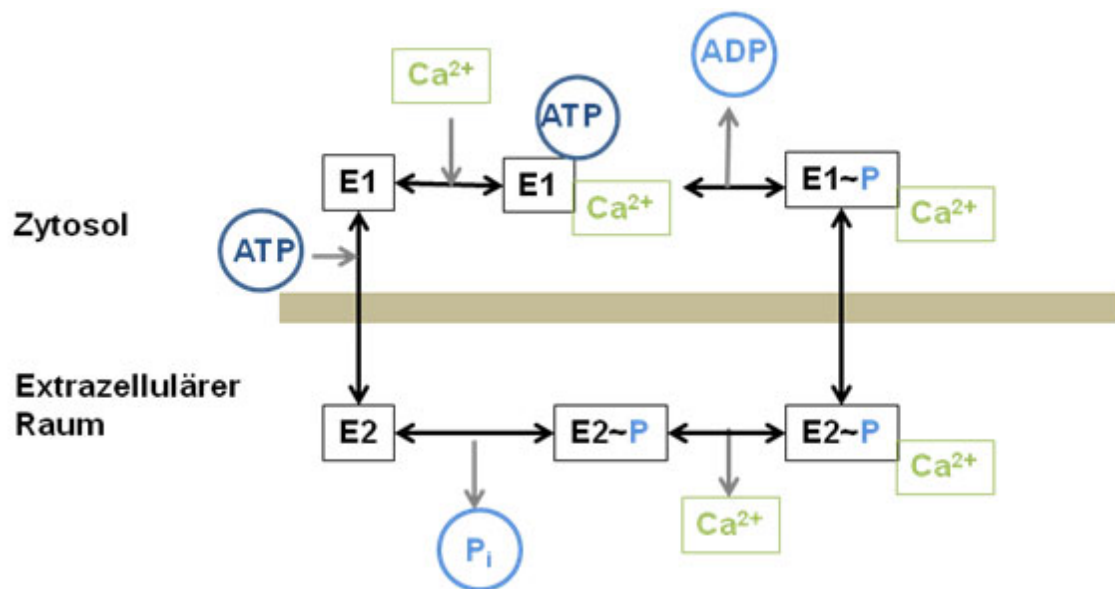 ADP
Ca²⁺
ATP
E1
E1
E1~P
Ca²⁺
Ca²⁺
Zytosol
ATP
Extrazellulärer
Raum
E2
E2~P
E2~P
Ca²⁺
Ca²⁺
Pᵢ